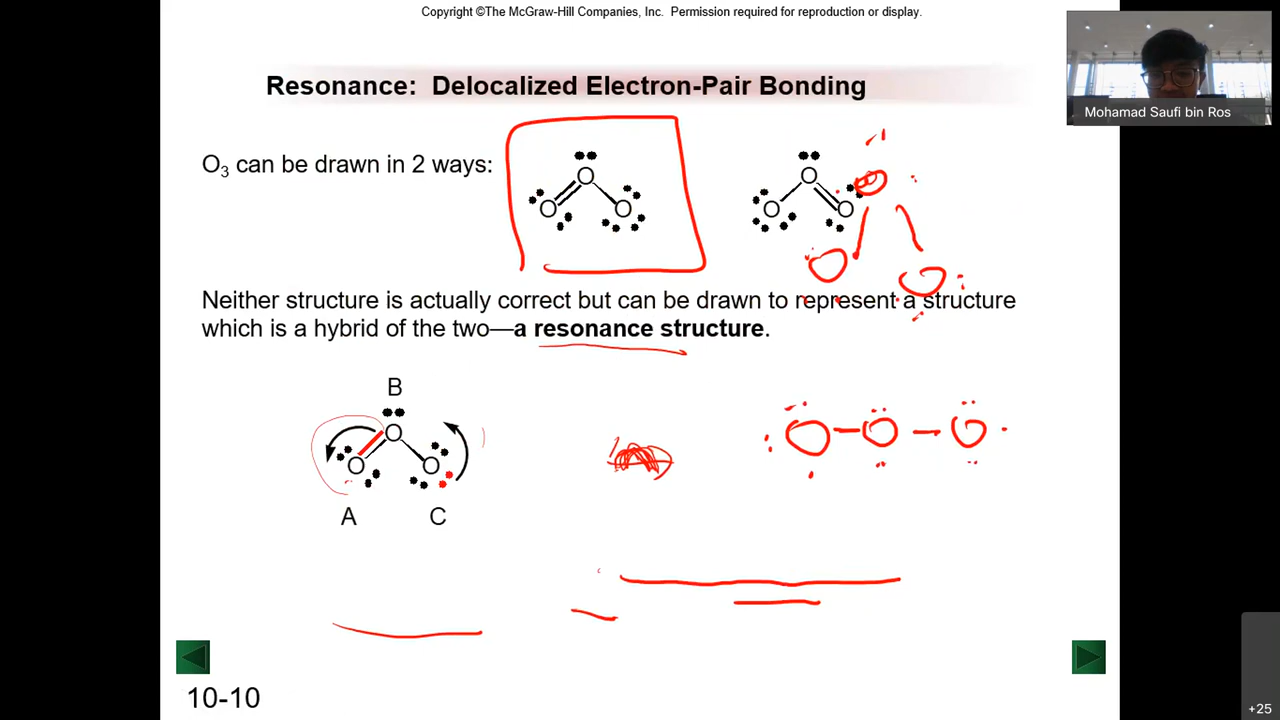 Copyright ©The McGraw-Hill Companies, Inc. Permission required for reproduction or display.
Mohamad Saufi bin Ros
Resonance: Delocalized Electron-Pair Bonding
O₃ can be drawn in 2 ways:
O
O
O O
O O
O
O O
Neither structure is actually correct but can be drawn to represent a structure
which is a hybrid of the two—a resonance structure.
B
O
O O
A C
O - O - O
10-10
+25